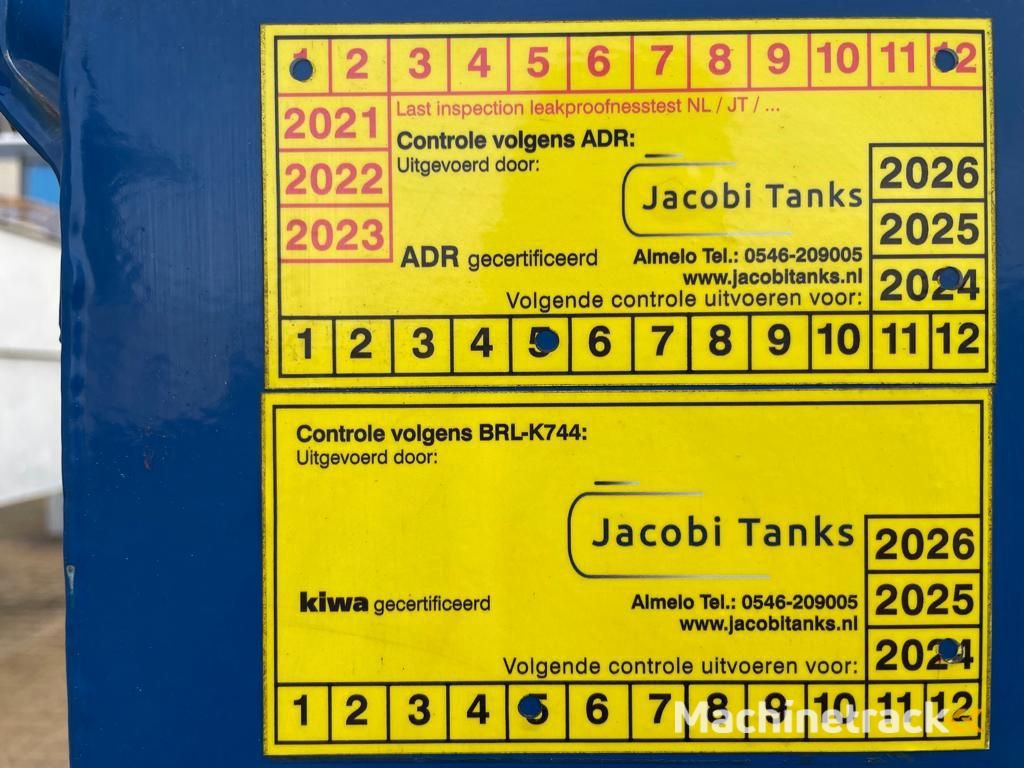 1 2 3 4 5 6 7 8 9 10 11 12
2021 Last inspection leakproofnesstest NL / JT / ...
Controle volgens ADR:
Uitgevoerd door:
2022 Jacobi Tanks 2026
2023 2025
ADR gecertificeerd Almelo Tel.: 0546-209005
www.jacobitanks.nl 2024
Volgende controle uitvoeren voor:
1 2 3 4 5 6 7 8 9 10 11 12
Controle volgens BRL-K744:
Uitgevoerd door:
Jacobi Tanks 2026
kiwa gecertificeerd Almelo Tel.: 0546-209005 2025
www.jacobitanks.nl
Volgende controle uitvoeren voor: 2024
1 2 3 4 5 6 7 8 9 10 11 12
Machinetrack